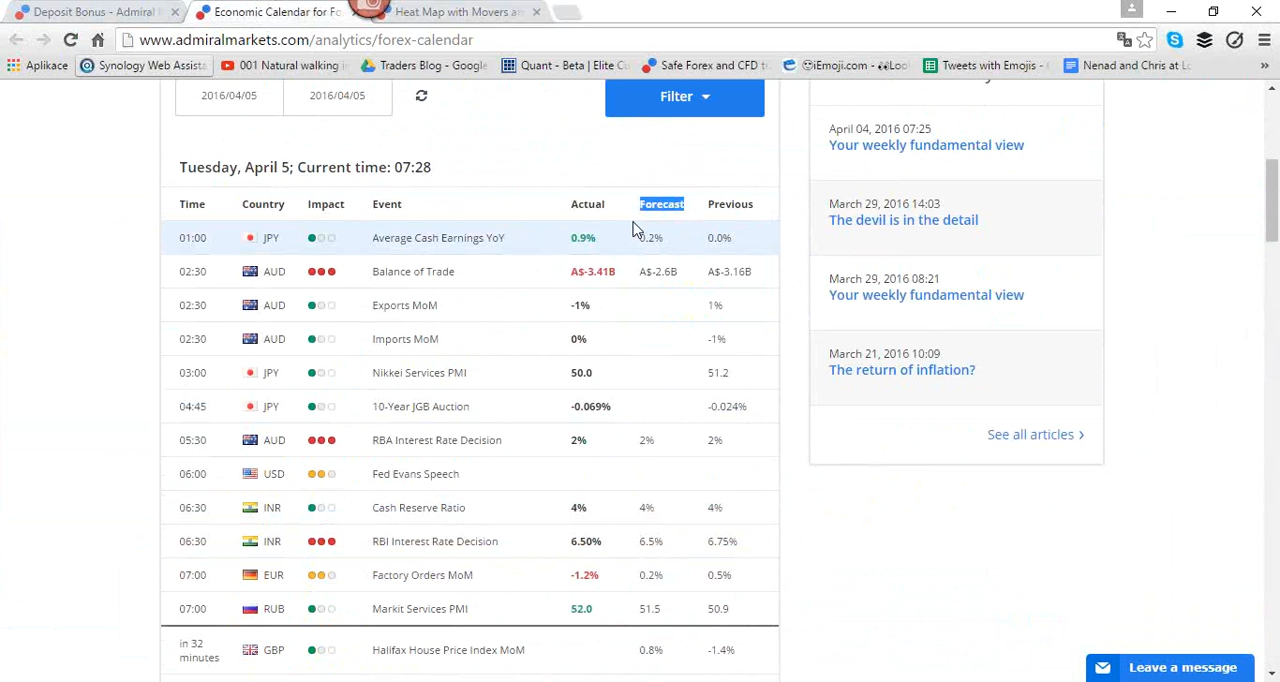 Deposit Bonus - Admiral
Economic Calendar for Fo
Heat Map with Movers a
www.admiralmarkets.com/analytics/forex-calendar
Aplikace
Synology Web Assista
001 Natural walking
Traders Blog - Google
Quant - Beta | Elite Cu
Safe Forex and CFD t
iEmoji.com -
Tweets with Emojis -
Nenad and Chris at L
2016/04/05 2016/04/05
Filter
Tuesday, April 5; Current time: 07:28
Time Country Impact Event Actual Forecast Previous
01:00 JPY Average Cash Earnings YoY 0.9% 0.2% 0.0%
02:30 AUD Balance of Trade A$-3.41B A$-2.6B A$-3.16B
02:30 AUD Exports MoM -1% 1%
02:30 AUD Imports MoM 0% -1%
03:00 JPY Nikkei Services PMI 50.0 51.2
04:45 JPY 10-Year JGB Auction -0.069% -0.024%
05:30 AUD RBA Interest Rate Decision 2% 2% 2%
06:00 USD Fed Evans Speech
06:30 INR Cash Reserve Ratio 4% 4% 4%
06:30 INR RBI Interest Rate Decision 6.50% 6.5% 6.75%
07:00 EUR Factory Orders MoM -1.2% 0.2% 0.5%
07:00 RUB Markit Services PMI 52.0 51.5 50.9
in 32
minutes GBP Halifax House Price Index MoM 0.8% -1.4%
April 04, 2016 07:25
Your weekly fundamental view
March 29, 2016 14:03
The devil is in the detail
March 29, 2016 08:21
Your weekly fundamental view
March 21, 2016 10:09
The return of inflation?
See all articles
Leave a message